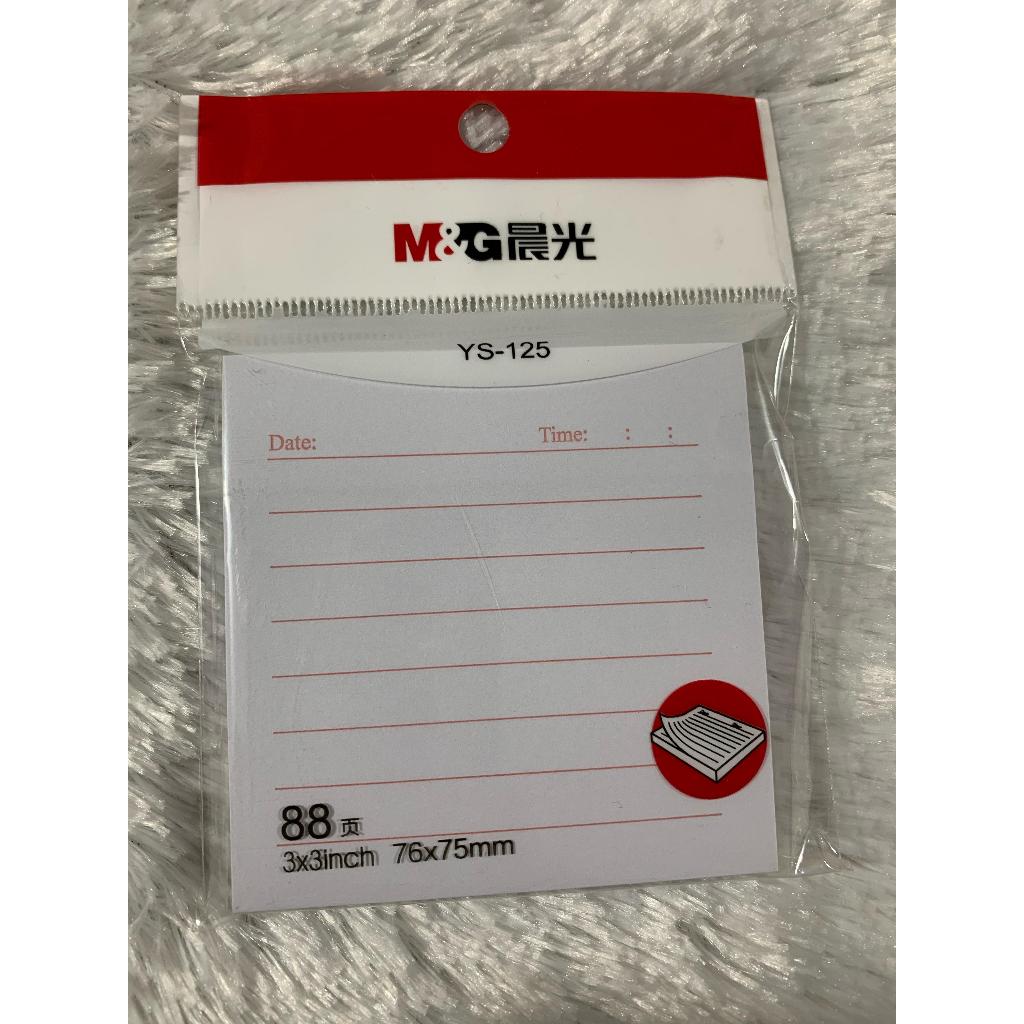 M&G晨光
YS-125
Date: Time: : :
88页
3x3inch 76x75mm